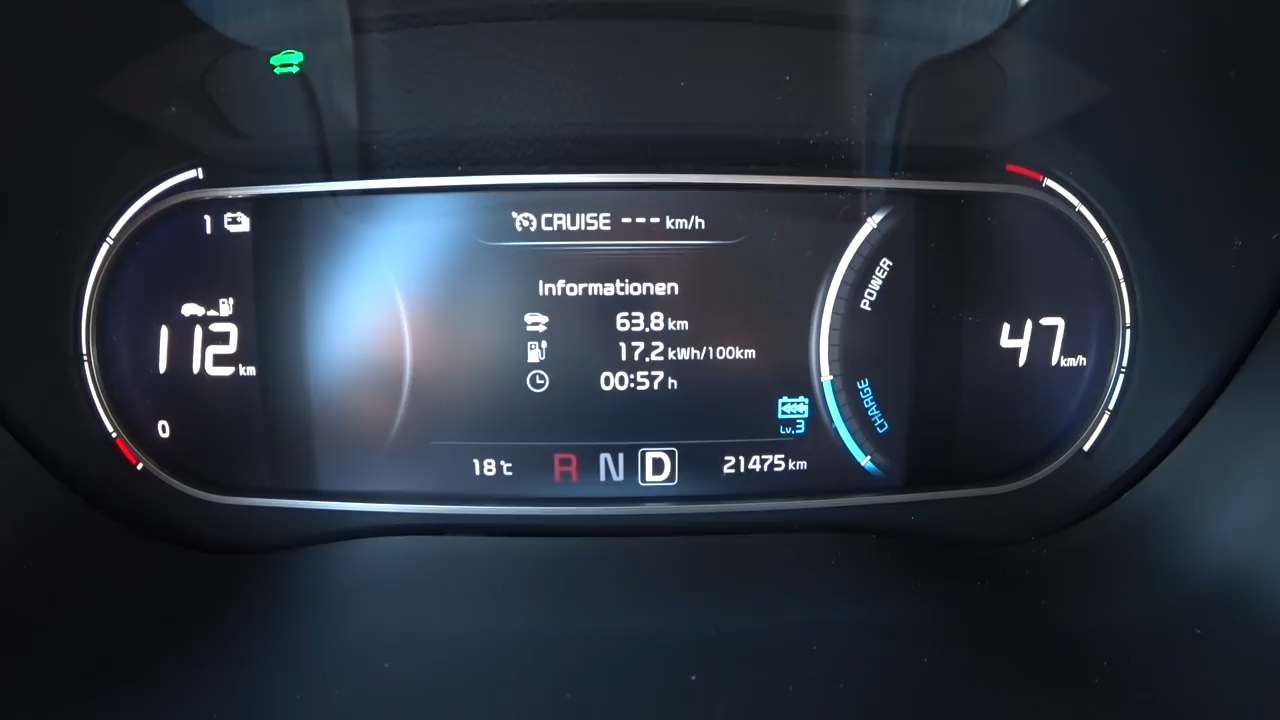 1
CRUISE --- km/h
Informationen
63.8 km
17.2 kWh/100km
00:57 h
112 km
0
POWER
CHARGE
Lv.3
47 km/h
18℃ R N D 21475 km